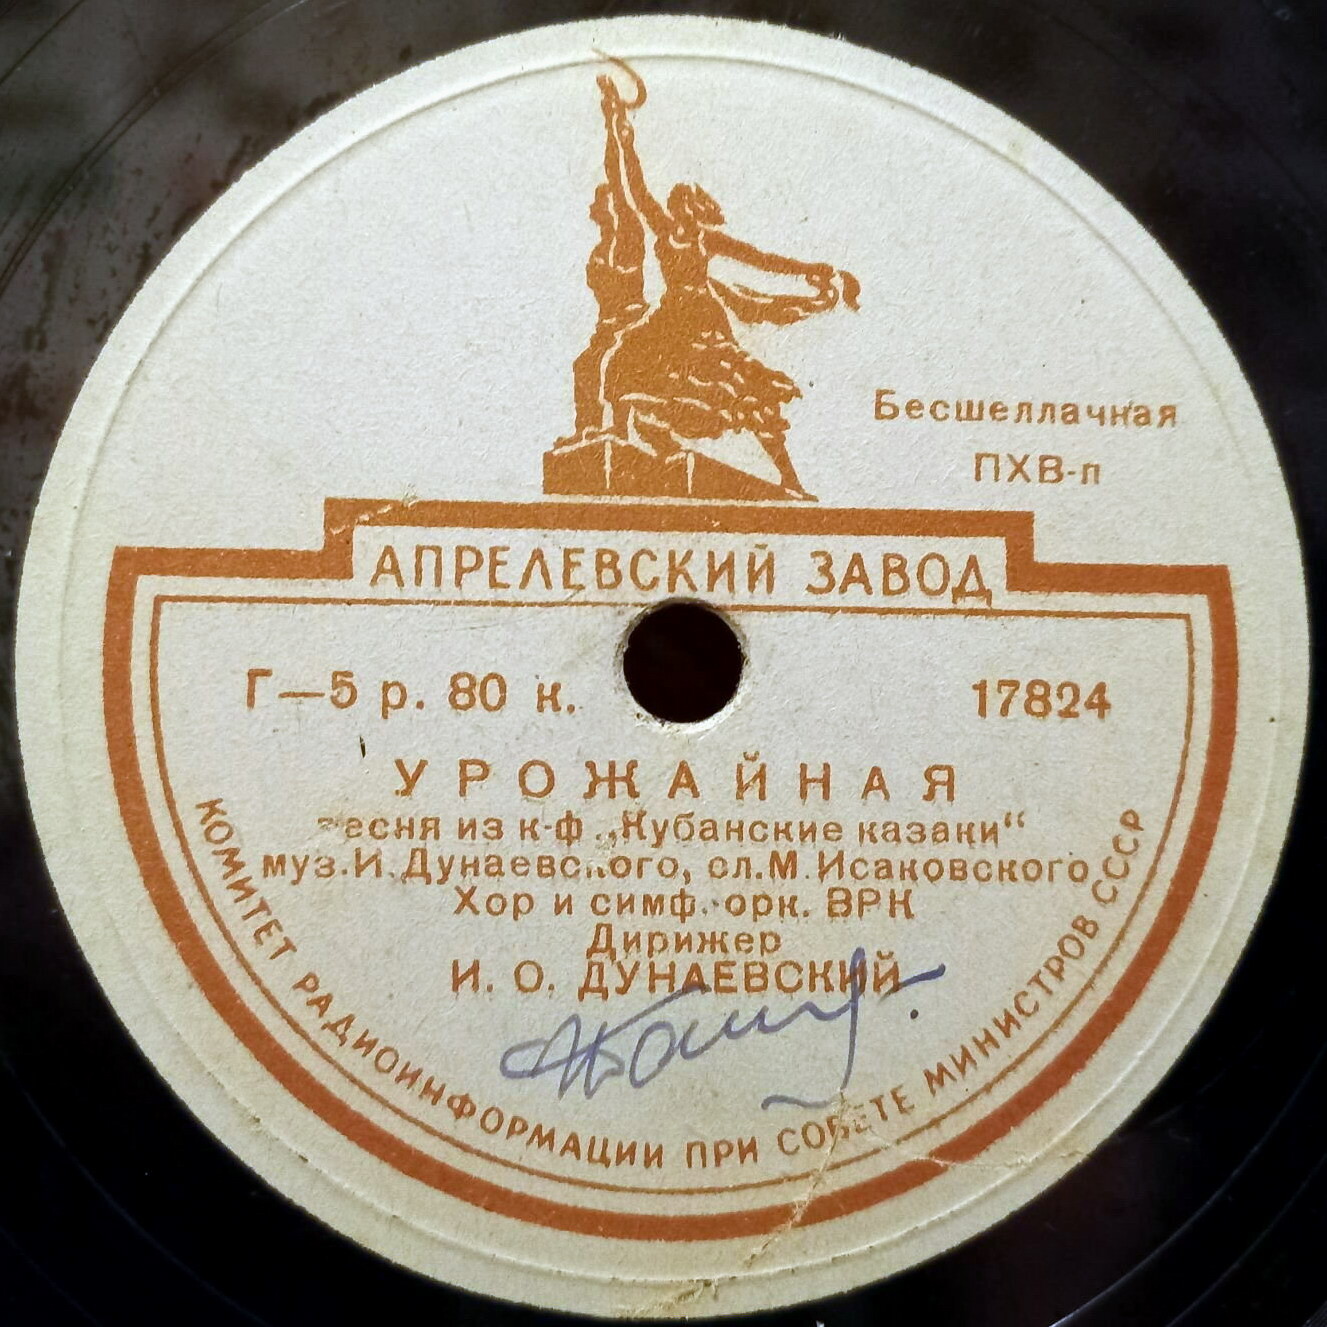 Бесшеллачная
ПХВ-п
АПРЕЛЕВСКИЙ ЗАВОД
Г—5 р. 80 к.
17824
УРОЖАЙНАЯ
песня из к-ф „Кубанские казаки“
муз. И. Дунаевского, сл. М. Исаковского
Хор и симф. орк. ВРК
Дирижер
И. О. ДУНАЕВСКИЙ
КОМИТЕТ РАДИОИНФОРМАЦИИ ПРИ СОВЕТЕ МИНИСТРОВ СССР